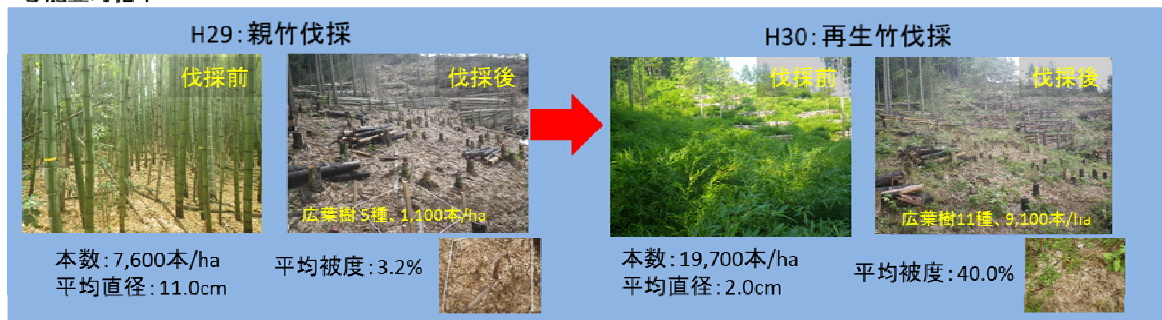 H29：親竹伐採
伐採前
伐採後
広葉樹 5種、1,100本/ha
本数：7,600本/ha
平均直径：11.0cm
平均被度：3.2%
H30：再生竹伐採
伐採前
伐採後
広葉樹11種、9,100本/ha
本数：19,700本/ha
平均直径：2.0cm
平均被度：40.0%